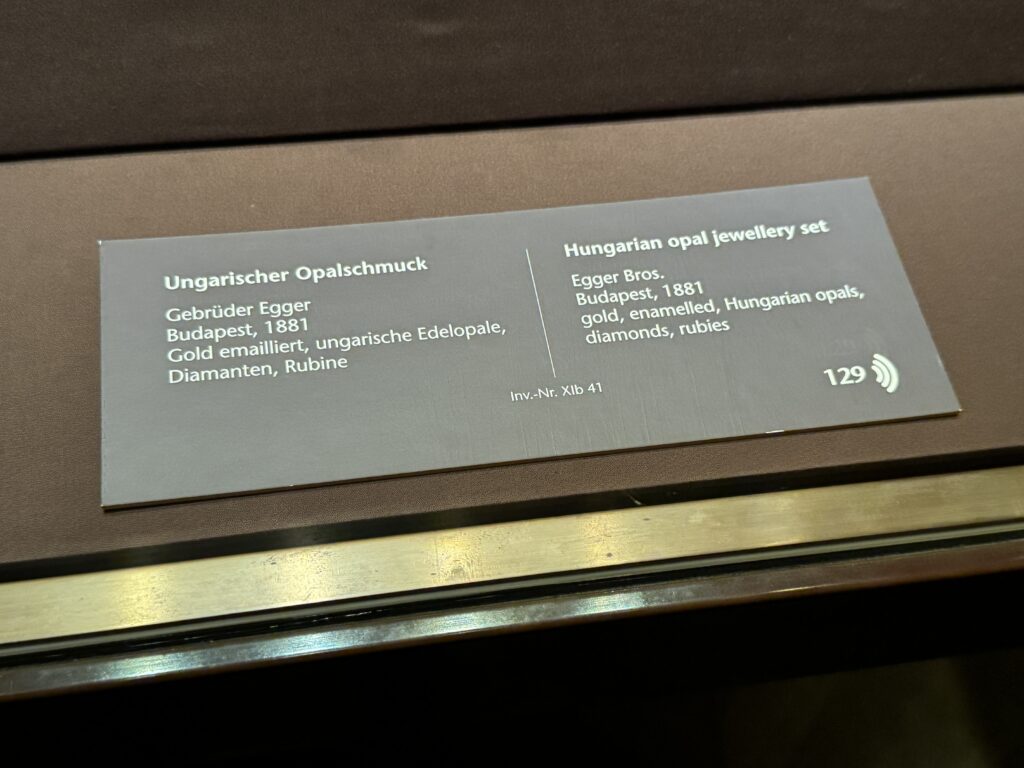 Ungarischer Opalschmuck
Gebrüder Egger
Budapest, 1881
Gold emailliert, ungarische Edelopale,
Diamanten, Rubine
Hungarian opal jewellery set
Egger Bros.
Budapest, 1881
gold, enamelled, Hungarian opals,
diamonds, rubies
Inv.-Nr. XIb 41
129